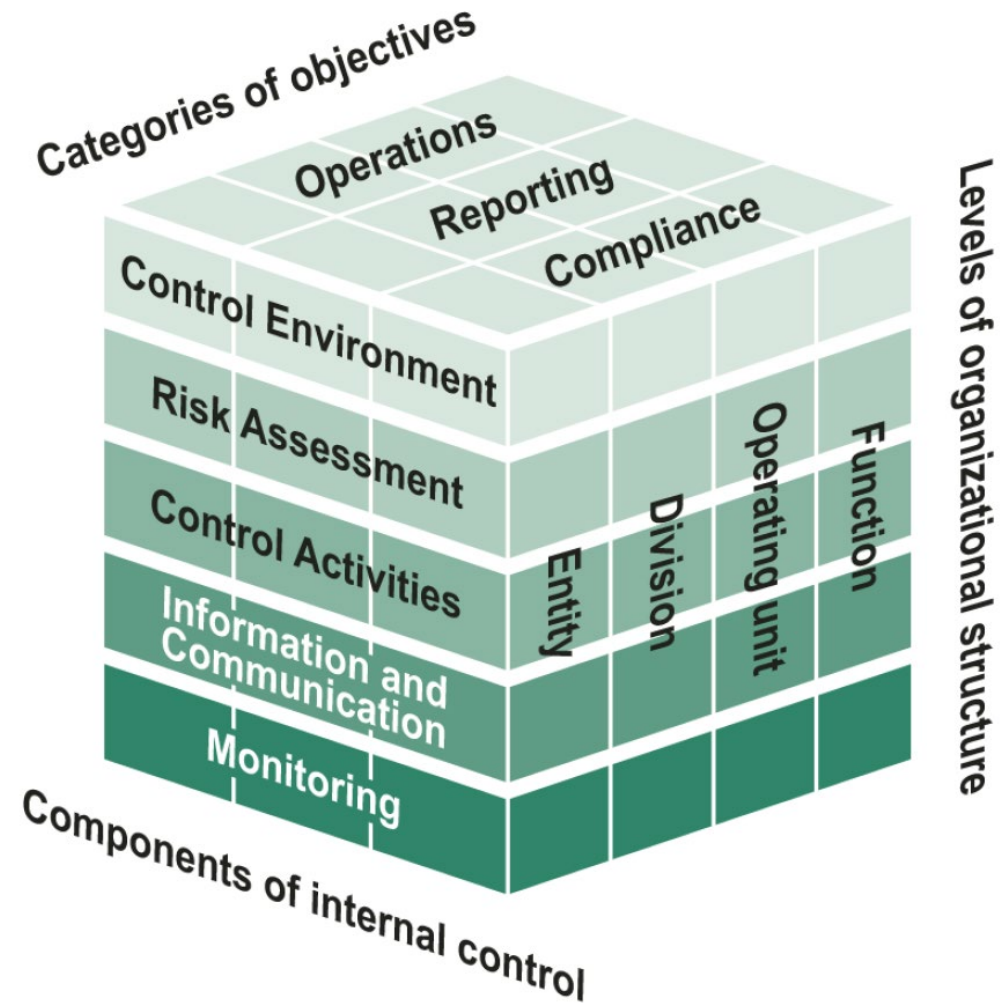 Categories of objectives
Operations
Reporting
Compliance
Control Environment
Risk Assessment
Control Activities
Information and
Communication
Monitoring
Components of internal control
Entity
Division
Operating unit
Function
Levels of organizational structure